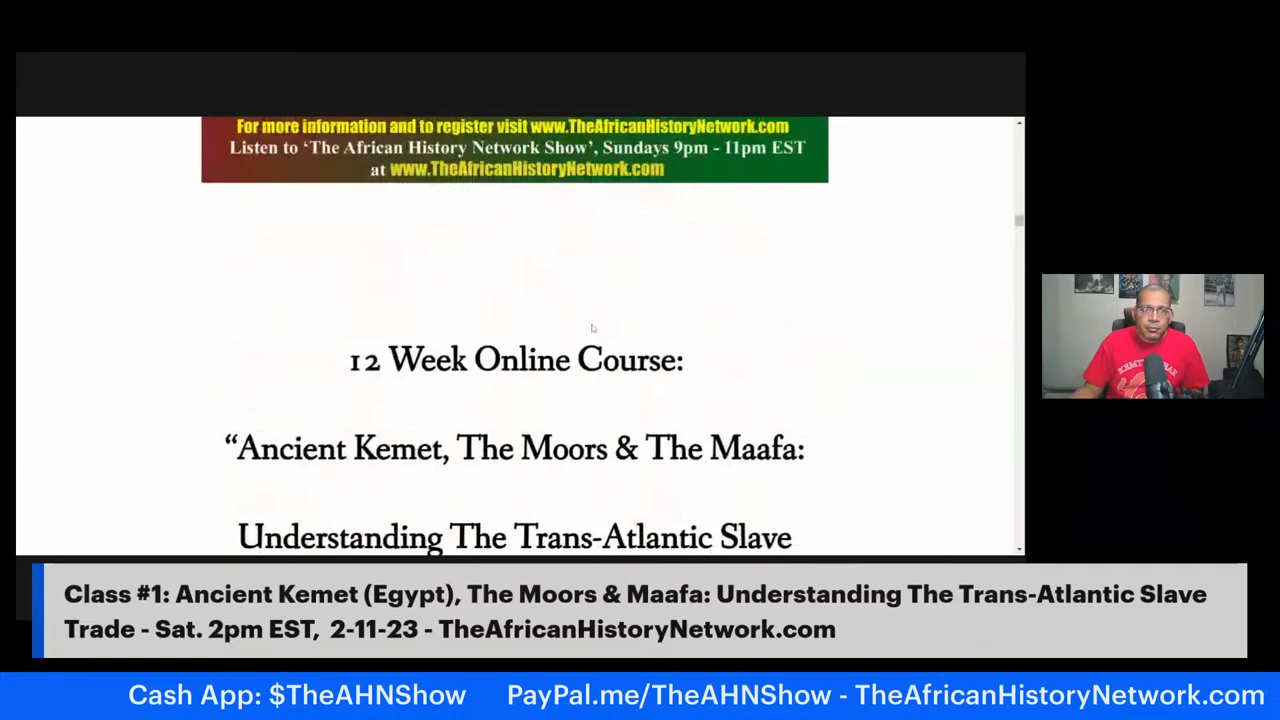 For more information and to register visit www.TheAfricanHistoryNetwork.com
Listen to ‘The African History Network Show’, Sundays 9pm - 11pm EST
at www.TheAfricanHistoryNetwork.com
12 Week Online Course:
“Ancient Kemet, The Moors & The Maafa:
Understanding The Trans-Atlantic Slave
Class #1: Ancient Kemet (Egypt), The Moors & Maafa: Understanding The Trans-Atlantic Slave
Trade - Sat. 2pm EST, 2-11-23 - TheAfricanHistoryNetwork.com
Cash App: $TheAHNShow PayPal.me/TheAHNShow - TheAfricanHistoryNetwork.com